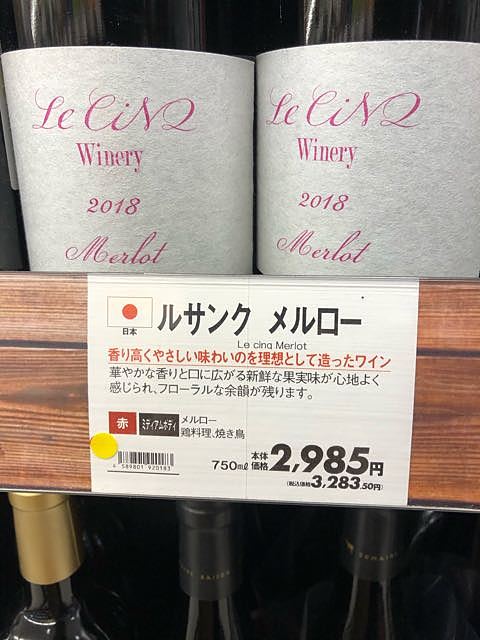 Le CiNQ
Winery
2018
Merlot
Le CiNQ
Winery
2018
Merlot
日本
ルサンク メルロー
Le cinq Merlot
香り高くやさしい味わいのを理想として造ったワイン
華やかな香りと口に広がる新鮮な果実味が心地よく
感じられ、フローラルな余韻が残ります。
赤 ミディアムボディ メルロー
鶏料理、焼き鳥
4 589801 920183
750mℓ 本体価格 2,985円
(税込価格 3,283.50円)